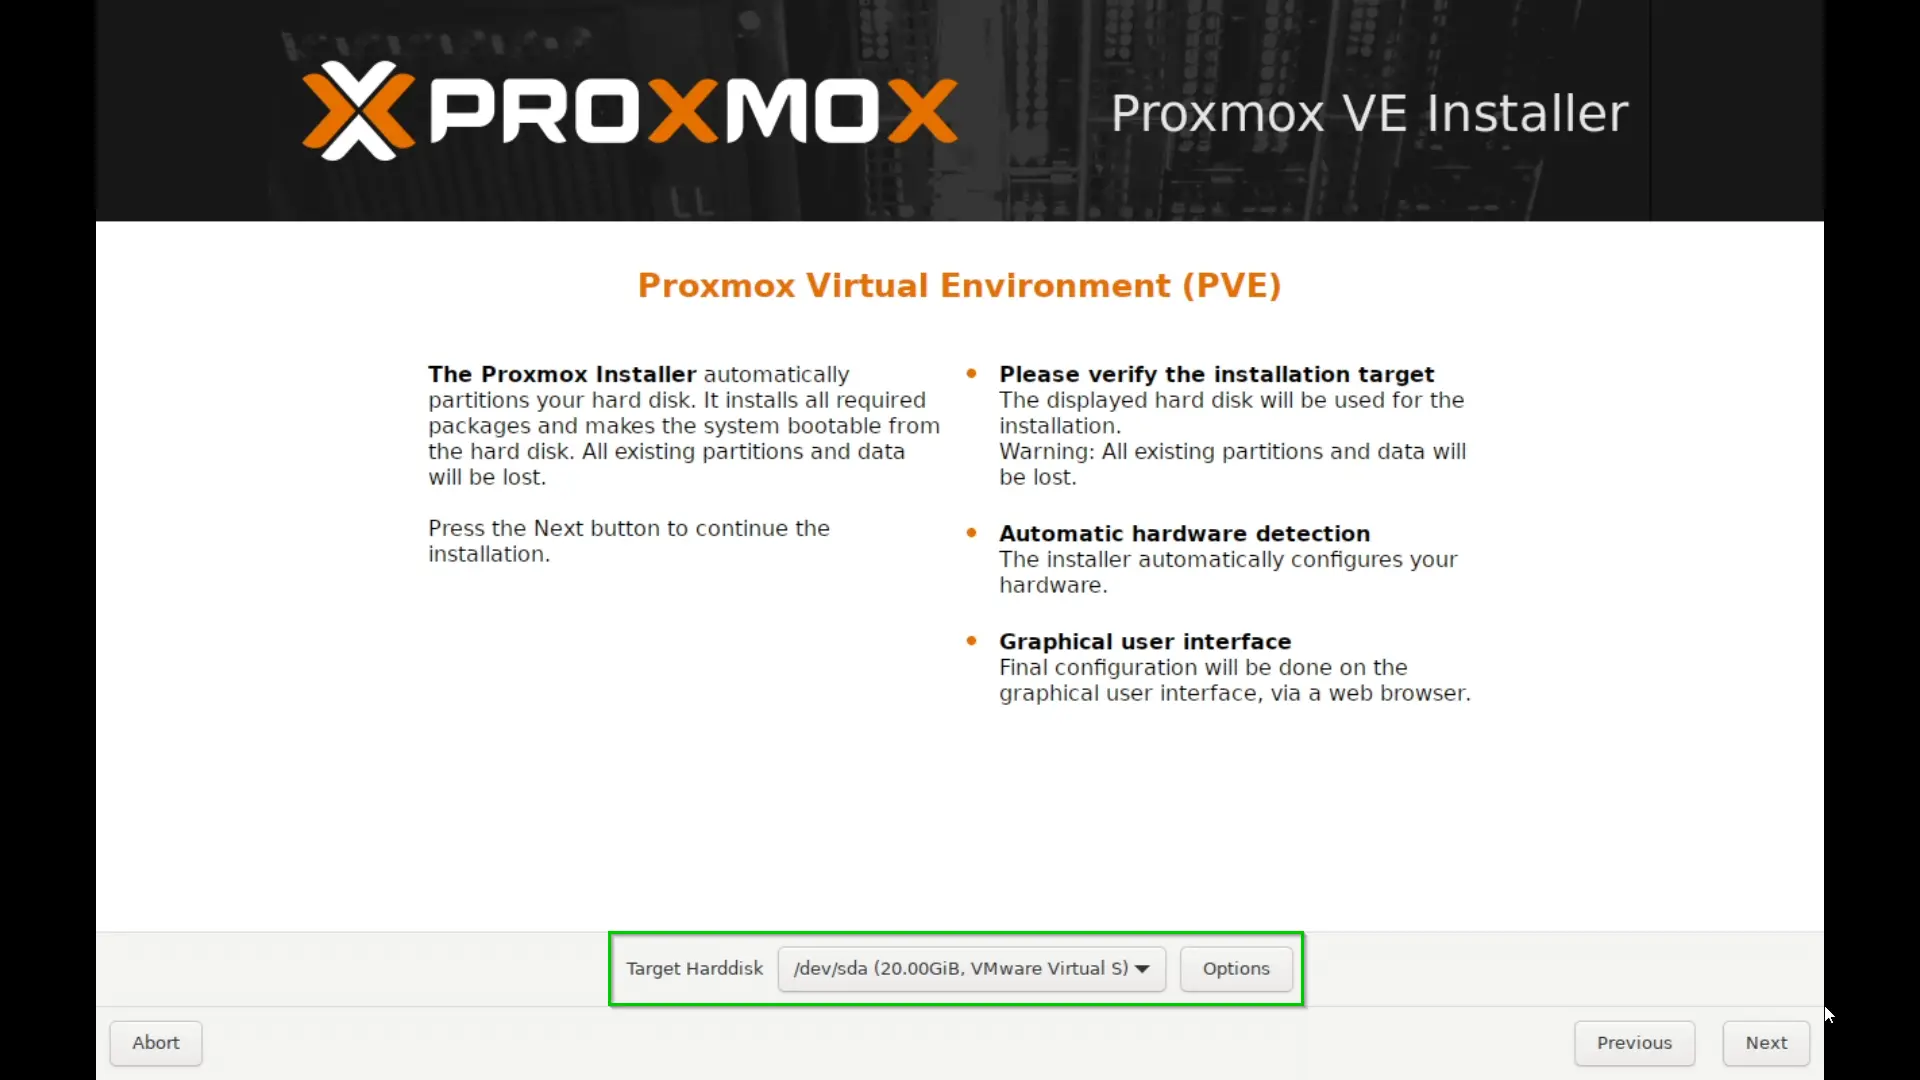 PROXMOX
Proxmox VE Installer
Proxmox Virtual Environment (PVE)
The Proxmox Installer automatically
partitions your hard disk. It installs all required
packages and makes the system bootable from
the hard disk. All existing partitions and data
will be lost.
Press the Next button to continue the
installation.
Please verify the installation target
The displayed hard disk will be used for the
installation.
Warning: All existing partitions and data will
be lost.
Automatic hardware detection
The installer automatically configures your
hardware.
Graphical user interface
Final configuration will be done on the
graphical user interface, via a web browser.
Target Harddisk /dev/sda (20.00GiB, VMware Virtual S) Options
Abort Previous Next